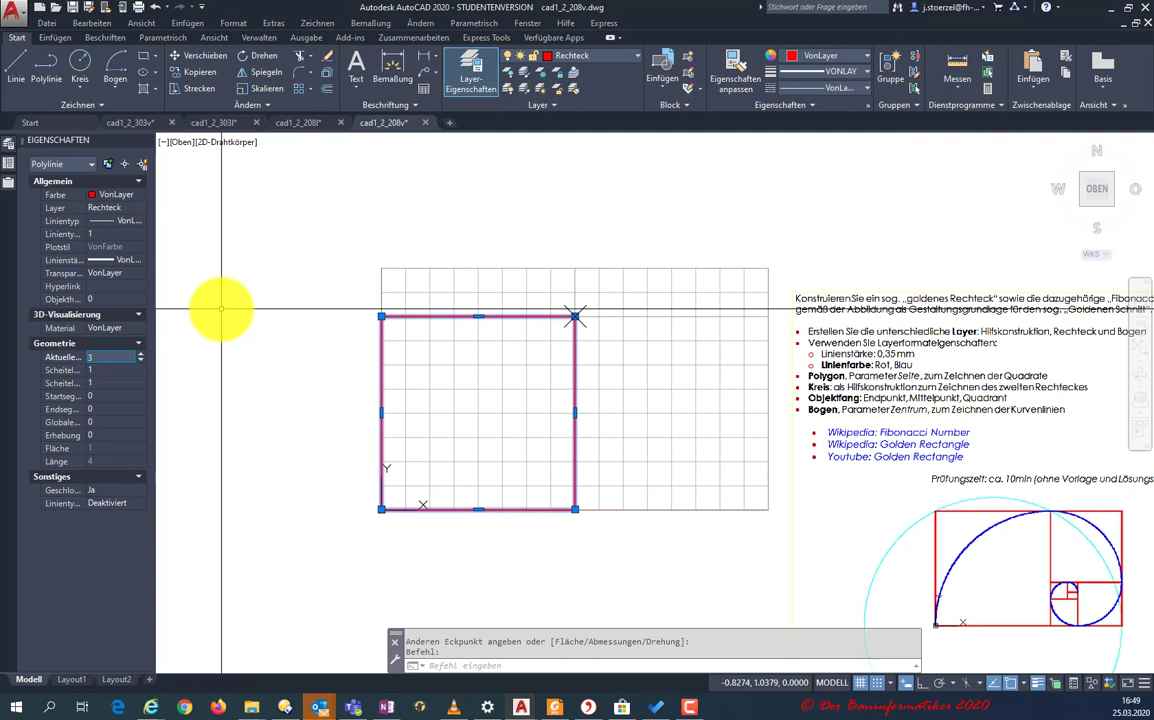 Autodesk AutoCAD 2020 - STUDENTENVERSION cad1_2_208v.dwg
Stichwort oder Frage eingeben
j.stoerzel@fh-...
Datei Bearbeiten Ansicht Einfügen Format Extras Zeichnen Bemaßung Ändern Parametrisch Fenster Hilfe Express
Start Einfügen Beschriften Parametrisch Ansicht Verwalten Ausgabe Add-ins Zusammenarbeiten Express Tools Verfügbare Apps
Linie Polylinie Kreis Bogen
Verschieben Drehen
Kopieren Spiegeln
Strecken Skalieren
Text Bemaßung
Layer-
Eigenschaften
Rechteck
Einfügen
Eigenschaften
anpassen
VonLayer
VONLAY
VonLa...
Gruppe
Messen
Einfügen
Basis
Zeichnen Ändern Beschriftung Layer Block Eigenschaften Gruppen Dienstprogramme Zwischenablage Ansicht
Start cad1_2_303v* cad1_2_303l* cad1_2_208l* cad1_2_208v*
EIGENSCHAFTEN
[−][Oben][2D-Drahtkörper]
Polylinie
Allgemein
Farbe VonLayer
Layer Rechteck
Linientyp VonL...
Linienty... 1
Plotstil VonFarbe
Linienstä... VonL...
Transpar... VonLayer
Hyperlink
Objekth... 0
3D-Visualisierung
Material VonLayer
Geometrie
Aktuelle... 3
Scheitel... 1
Scheitel... 1
Startseg... 0
Endseg... 0
Globale... 0
Erhebung 0
Fläche 1
Länge 4
Sonstiges
Geschlo... Ja
Linienty... Deaktiviert
Y
X
N
W OBEN O
S
WKS
Konstruieren Sie ein sog. „goldenes Rechteck" sowie die dazugehörige „Fibonacc
gemäß der Abbildung als Gestaltungsgrundlage für den sog. „Goldenen Schnitt".
• Erstellen Sie die unterschiedliche Layer: Hilfskonstruktion, Rechteck und Bogen
• Verwenden Sie Layerformateigenschaften:
o Linienstärke: 0,35 mm
o Linienfarbe: Rot, Blau
• Polygon, Parameter Seite, zum Zeichnen der Quadrate
• Kreis: als Hilfskonstruktion zum Zeichnen des zweiten Rechteckes
• Objektfang: Endpunkt, Mittelpunkt, Quadrant
• Bogen, Parameter Zentrum, zum Zeichnen der Kurvenlinien
• Wikipedia: Fibonacci Number
• Wikipedia: Golden Rectangle
• Youtube: Golden Rectangle
Prüfungszeit: ca. 10min (ohne Vorlage und Lösungs
Anderen Eckpunkt angeben oder [Fläche/Abmessungen/Drehung]:
Befehl:
Befehl eingeben
Modell Layout1 Layout2
-0.8274, 1.0379, 0.0000 MODELL
Der Bauinformatiker 2020
16:49
25.03.2020